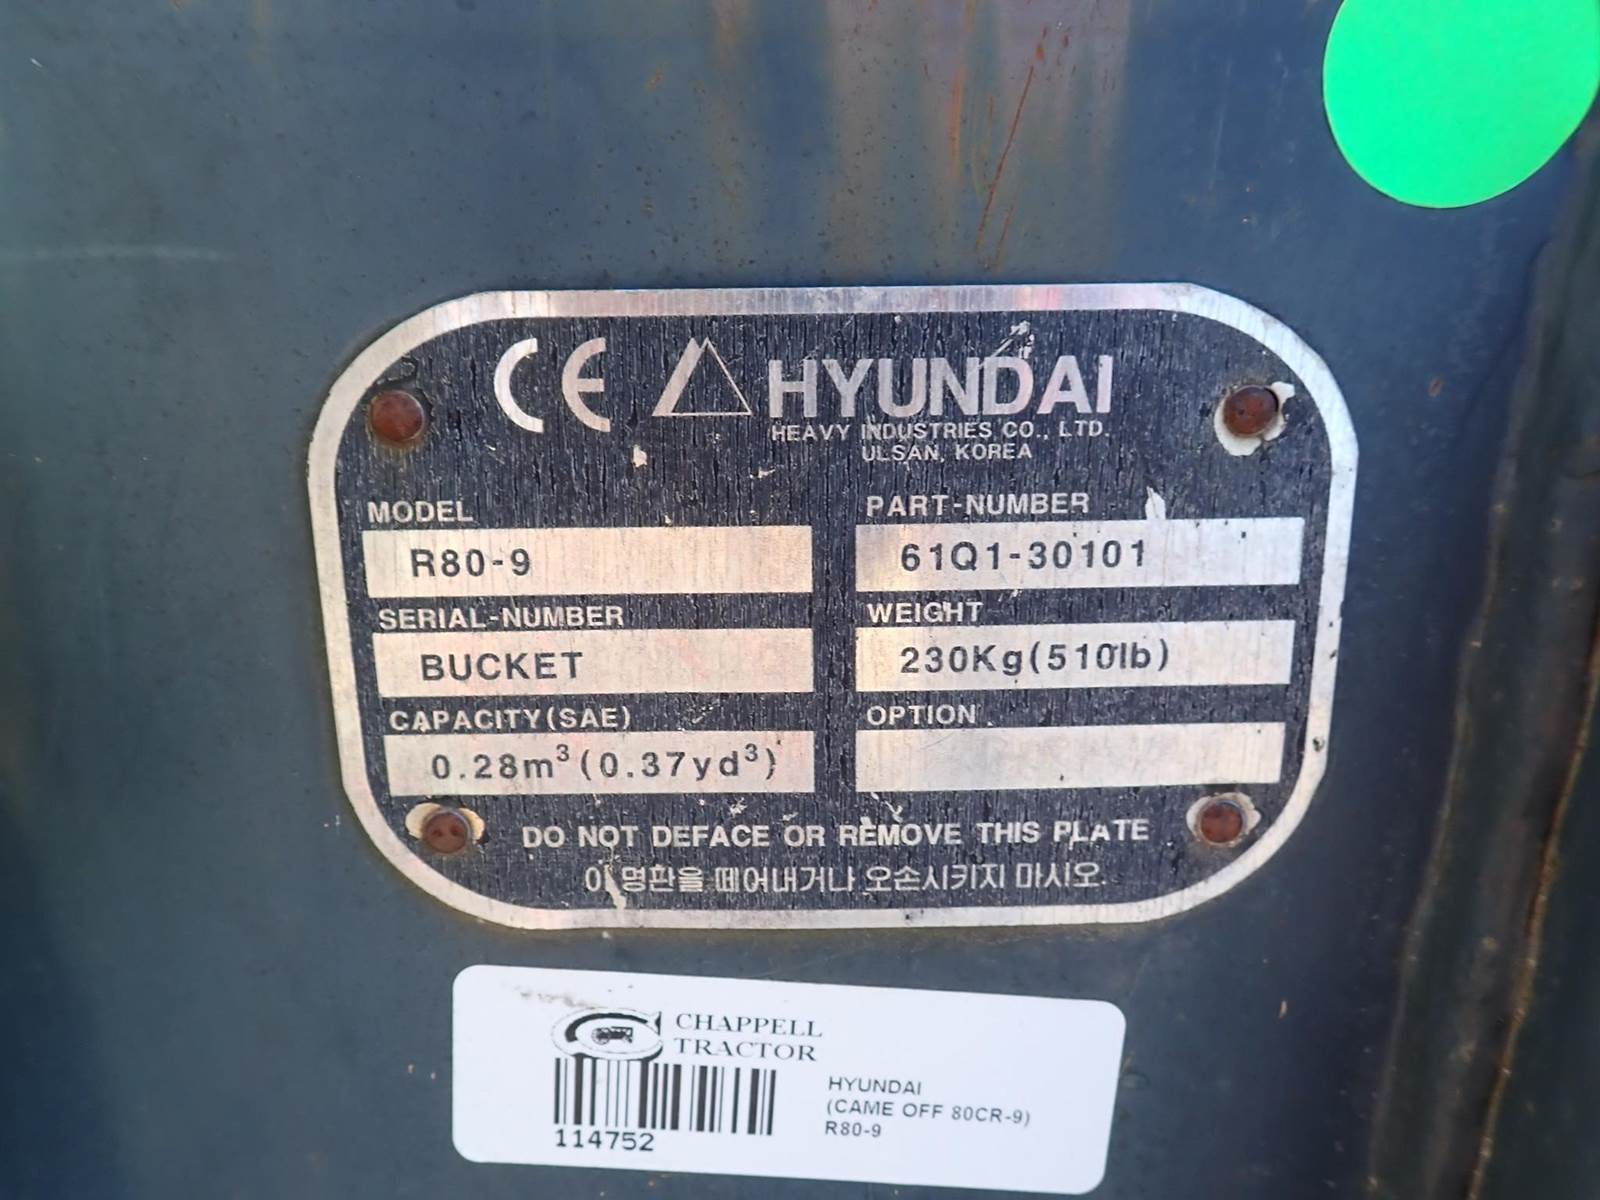 CE HYUNDAI
HEAVY INDUSTRIES CO., LTD.
ULSAN, KOREA
MODEL
R80-9
PART-NUMBER
61Q1-30101
SERIAL-NUMBER
BUCKET
WEIGHT
230Kg(510lb)
CAPACITY(SAE)
0.28m³(0.37yd³)
OPTION
DO NOT DEFACE OR REMOVE THIS PLATE
이 명판을 떼어내거나 오손시키지 마시오.
CHAPPELL
TRACTOR
114752
HYUNDAI
(CAME OFF 80CR-9)
R80-9